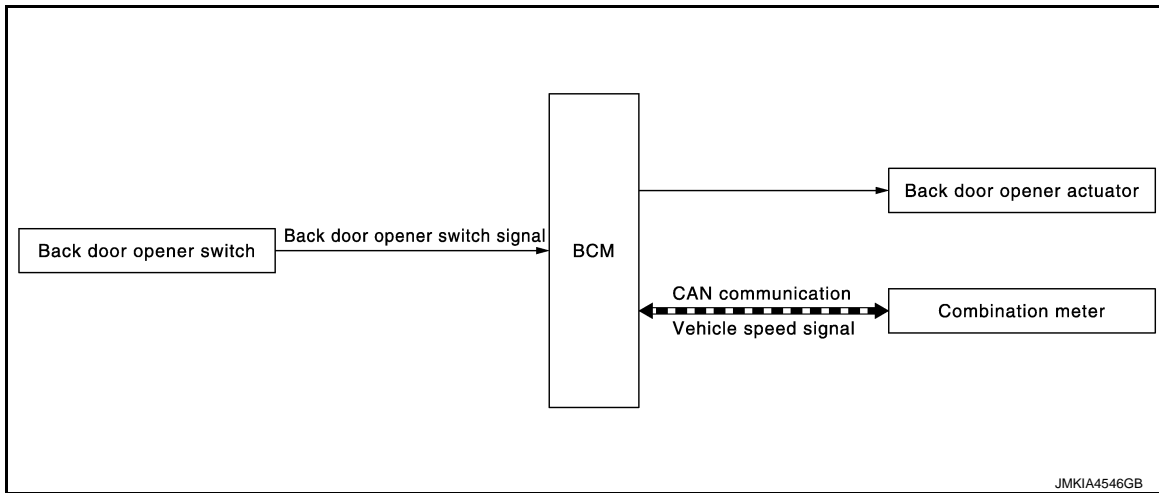 Back door opener switch
Back door opener switch signal
BCM
Back door opener actuator
CAN communication
Vehicle speed signal
Combination meter
JMKIA4546GB